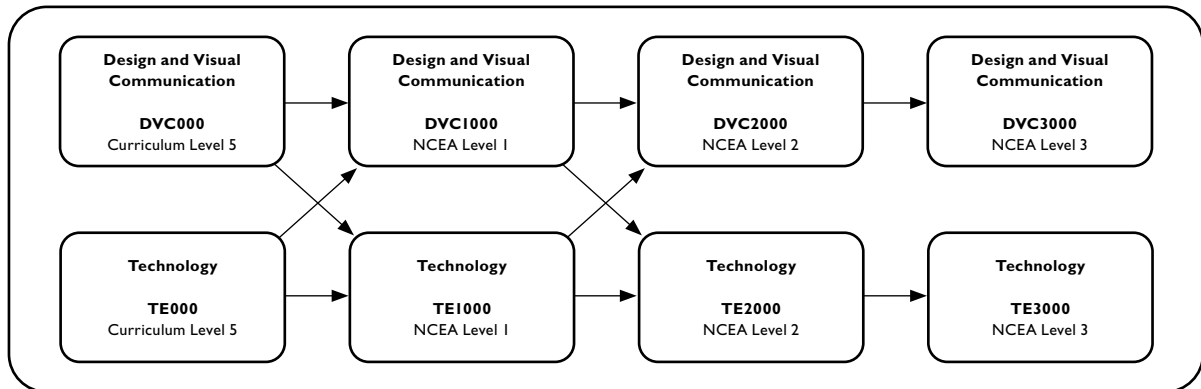 Design and Visual
Communication
DVC000
Curriculum Level 5
Design and Visual
Communication
DVC1000
NCEA Level 1
Design and Visual
Communication
DVC2000
NCEA Level 2
Design and Visual
Communication
DVC3000
NCEA Level 3
Technology
TE000
Curriculum Level 5
Technology
TE1000
NCEA Level 1
Technology
TE2000
NCEA Level 2
Technology
TE3000
NCEA Level 3